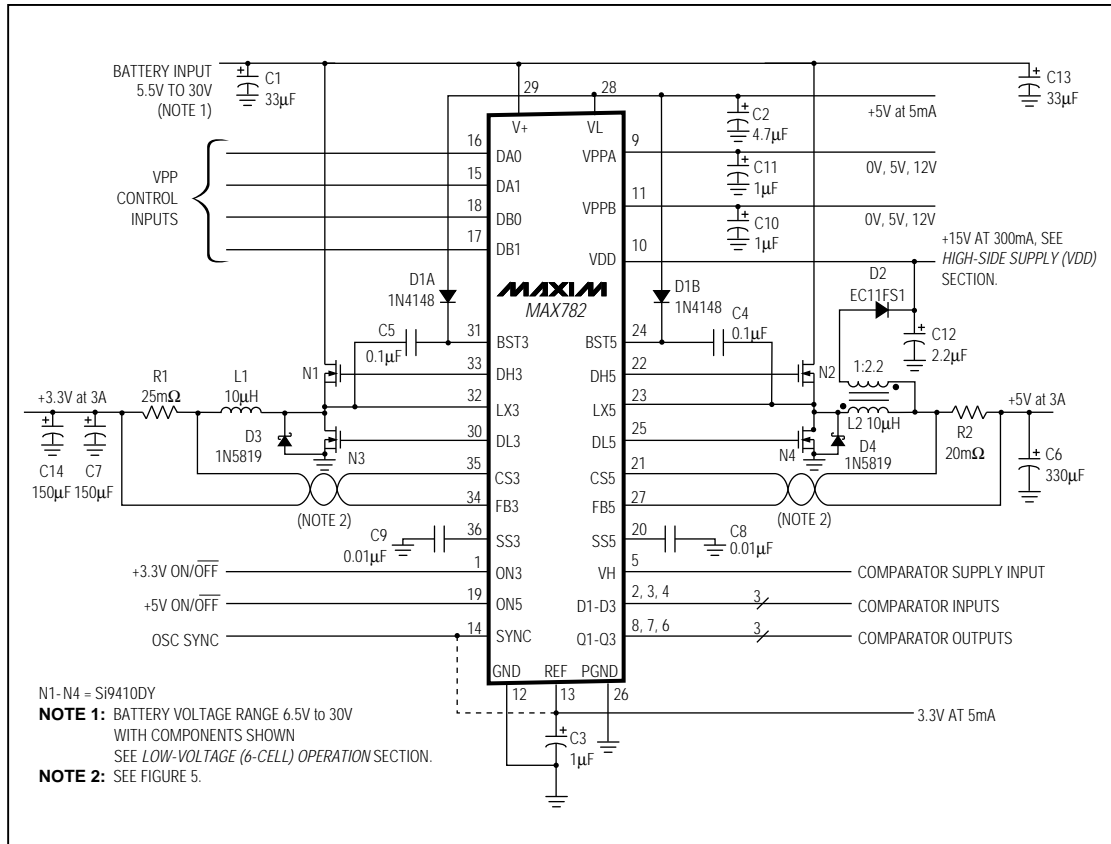 BATTERY INPUT
5.5V TO 30V
(NOTE 1)
+
C1
33µF
29
28
+
C13
33µF
V+
VL
+
C2
4.7µF
+5V at 5mA
VPP
CONTROL
INPUTS
16
DA0
15
DA1
18
DB0
17
DB1
9
VPPA
+
C11
1µF
0V, 5V, 12V
11
VPPB
+
C10
1µF
0V, 5V, 12V
10
VDD
+15V AT 300mA, SEE
HIGH-SIDE SUPPLY (VDD)
SECTION.
D1A
1N4148
MAXIM
MAX782
D1B
1N4148
D2
EC11FS1
+
C12
2.2µF
C5
0.1µF
31
BST3
24
BST5
C4
0.1µF
N1
33
DH3
22
DH5
N2
1:2.2
+3.3V at 3A
R1
25mΩ
L1
10µH
32
LX3
23
LX5
L2 10µH
+5V at 3A
R2
20mΩ
+
C14
150µF
+
C7
150µF
D3
1N5819
N3
30
DL3
25
DL5
N4
D4
1N5819
+
C6
330µF
35
CS3
21
CS5
34
FB3
27
FB5
(NOTE 2)
(NOTE 2)
C9
0.01µF
36
SS3
20
SS5
C8
0.01µF
+3.3V ON/OFF
1
ON3
5
VH
COMPARATOR SUPPLY INPUT
+5V ON/OFF
19
ON5
2, 3, 4
D1-D3
3
COMPARATOR INPUTS
OSC SYNC
14
SYNC
8, 7, 6
Q1-Q3
3
COMPARATOR OUTPUTS
GND
REF
PGND
12
13
26
3.3V AT 5mA
+
C3
1µF
N1-N4 = Si9410DY
NOTE 1: BATTERY VOLTAGE RANGE 6.5V to 30V
WITH COMPONENTS SHOWN
SEE LOW-VOLTAGE (6-CELL) OPERATION SECTION.
NOTE 2: SEE FIGURE 5.